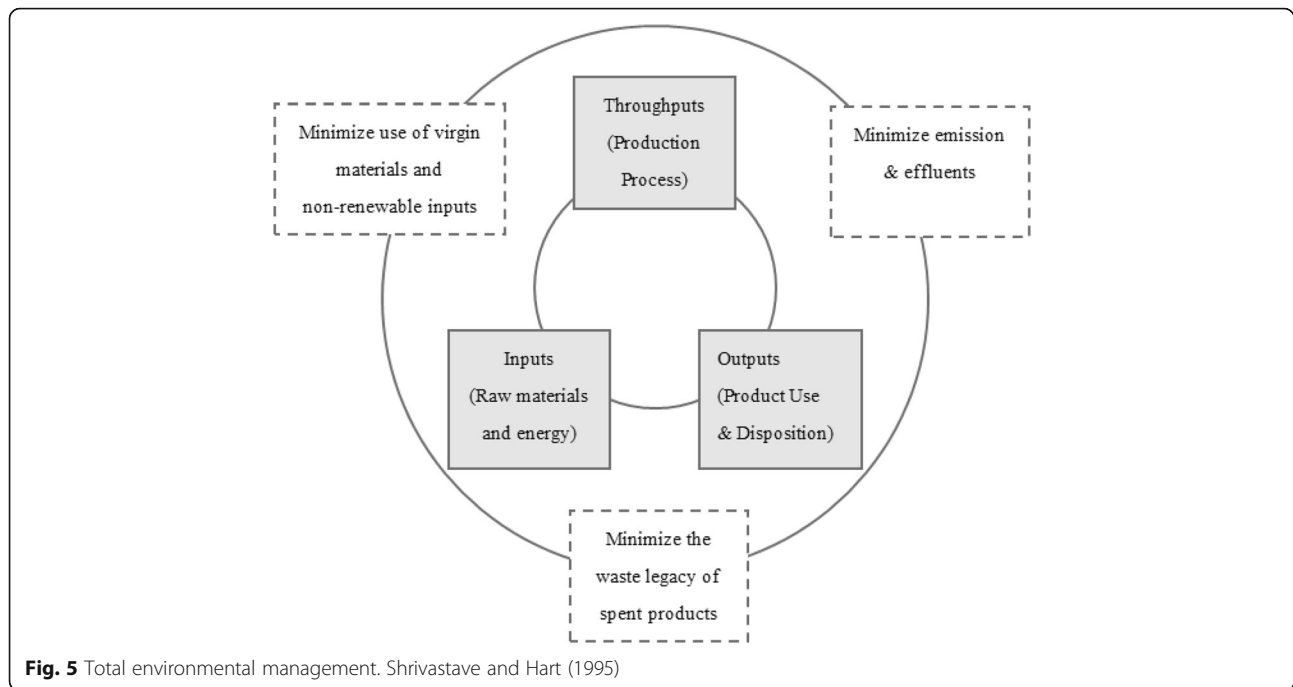 Throughputs
(Production
Process)
Minimize use of virgin
materials and
non-renewable inputs
Minimize emission
& effluents
Inputs
(Raw materials
and energy)
Outputs
(Product Use
& Disposition)
Minimize the
waste legacy of
spent products
Fig. 5 Total environmental management. Shrivastave and Hart (1995)